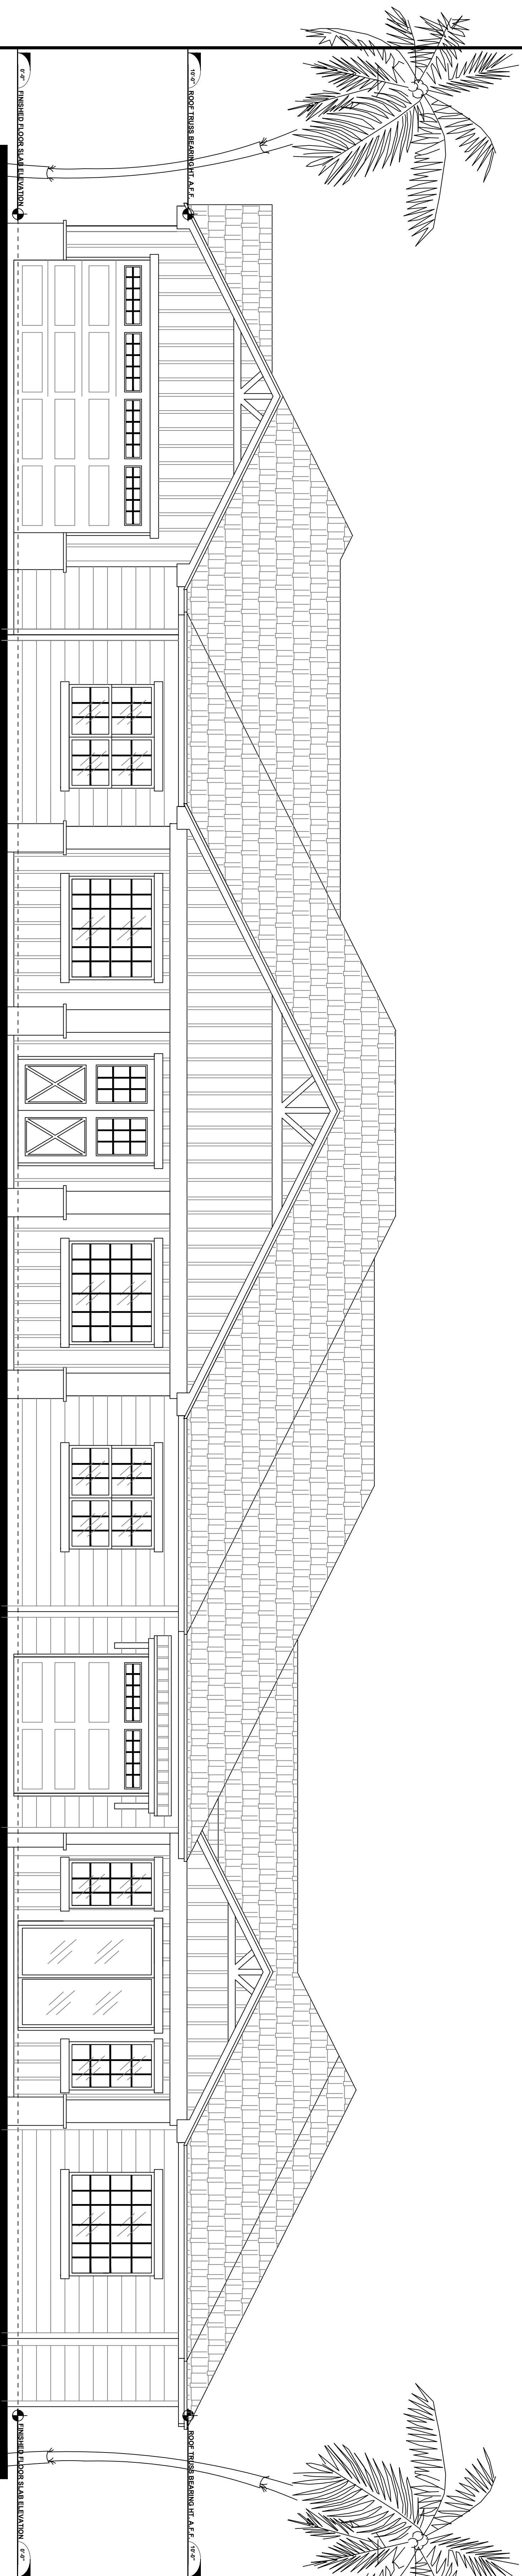 10'-0"
ROOF TRUSS BEARING HT. A.F.F.
0'-0"
FINISHED FLOOR SLAB ELEVATION
ROOF TRUSS BEARING HT. A.F.F.
10'-0"
FINISHED FLOOR SLAB ELEVATION
0'-0"